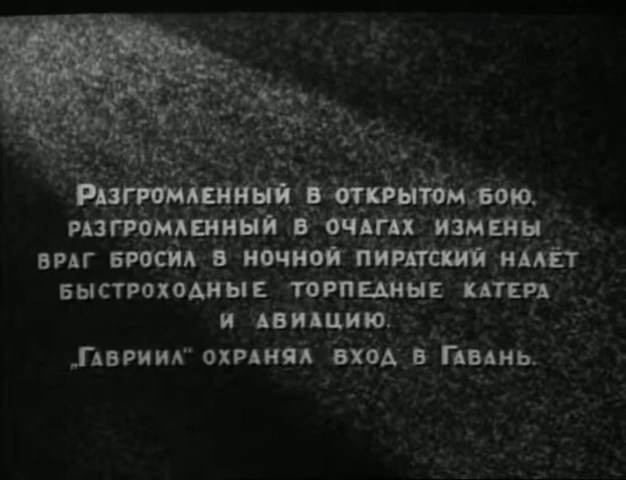 Разгромленный в открытом бою,
разгромленный в очагах измены
враг бросил в ночной пиратский налёт
быстроходные торпедные катера
и авиацию.
„Гавриил“ охранял вход в Гавань.